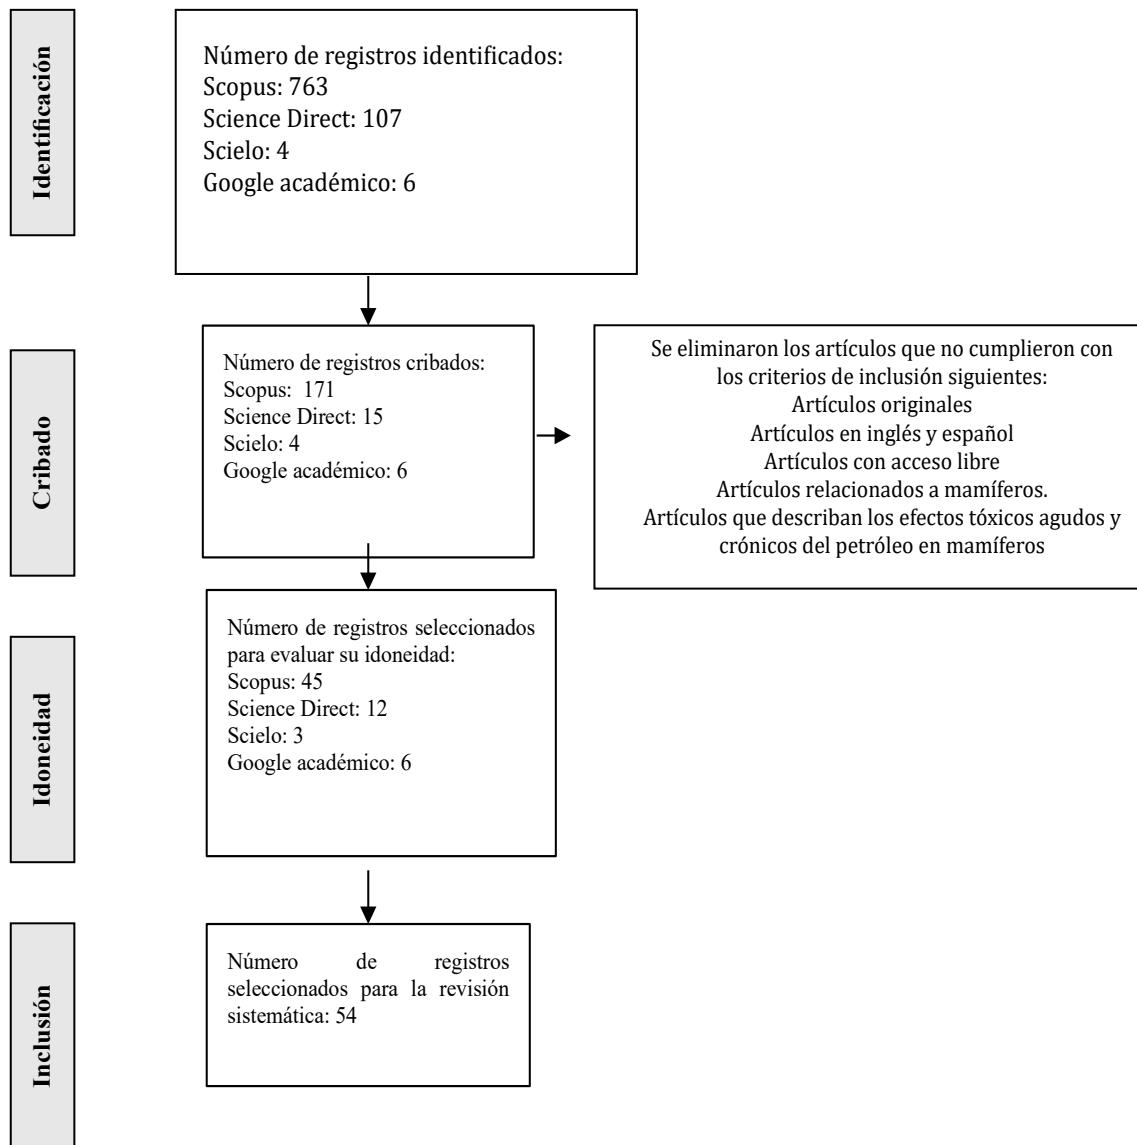 Identificación
Número de registros identificados:
Scopus: 763
Science Direct: 107
Scielo: 4
Google académico: 6
Cribado
Número de registros cribados:
Scopus:  171
Science Direct: 15
Scielo: 4
Google académico: 6
Se eliminaron los artículos que no cumplieron con
los criterios de inclusión siguientes:
Artículos originales
Artículos en inglés y español
Artículos con acceso libre
Artículos relacionados a mamíferos.
Artículos que describan los efectos tóxicos agudos y
crónicos del petróleo en mamíferos
Idoneidad
Número de registros seleccionados
para evaluar su idoneidad:
Scopus: 45
Science Direct: 12
Scielo: 3
Google académico: 6
Inclusión
Número de registros
seleccionados para la revisión
sistemática: 54